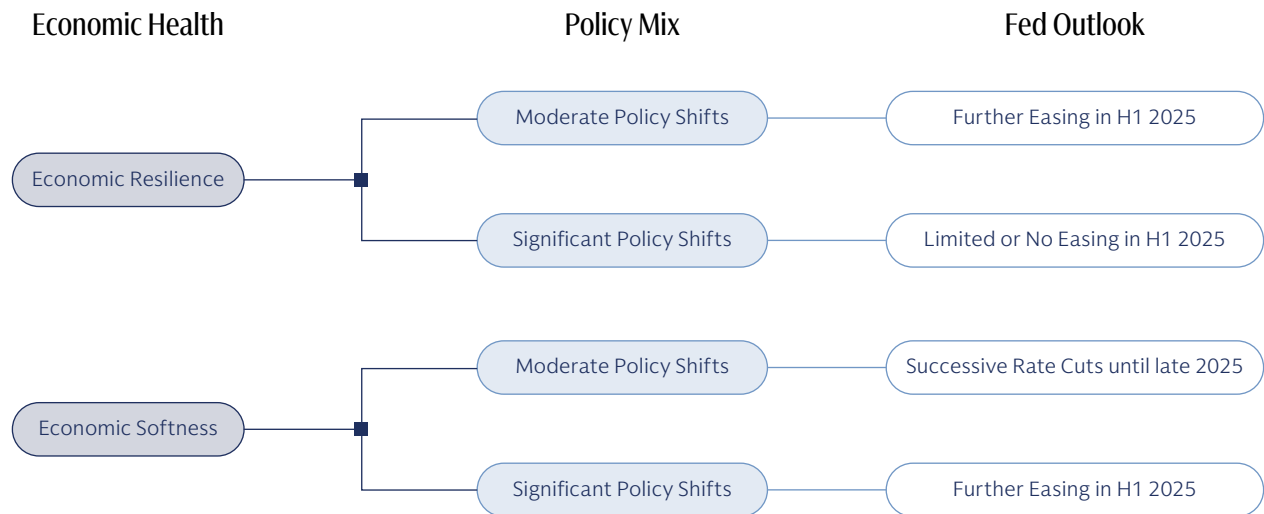 Economic Health
Policy Mix
Fed Outlook
Moderate Policy Shifts
Further Easing in H1 2025
Economic Resilience
Significant Policy Shifts
Limited or No Easing in H1 2025
Moderate Policy Shifts
Successive Rate Cuts until late 2025
Economic Softness
Significant Policy Shifts
Further Easing in H1 2025